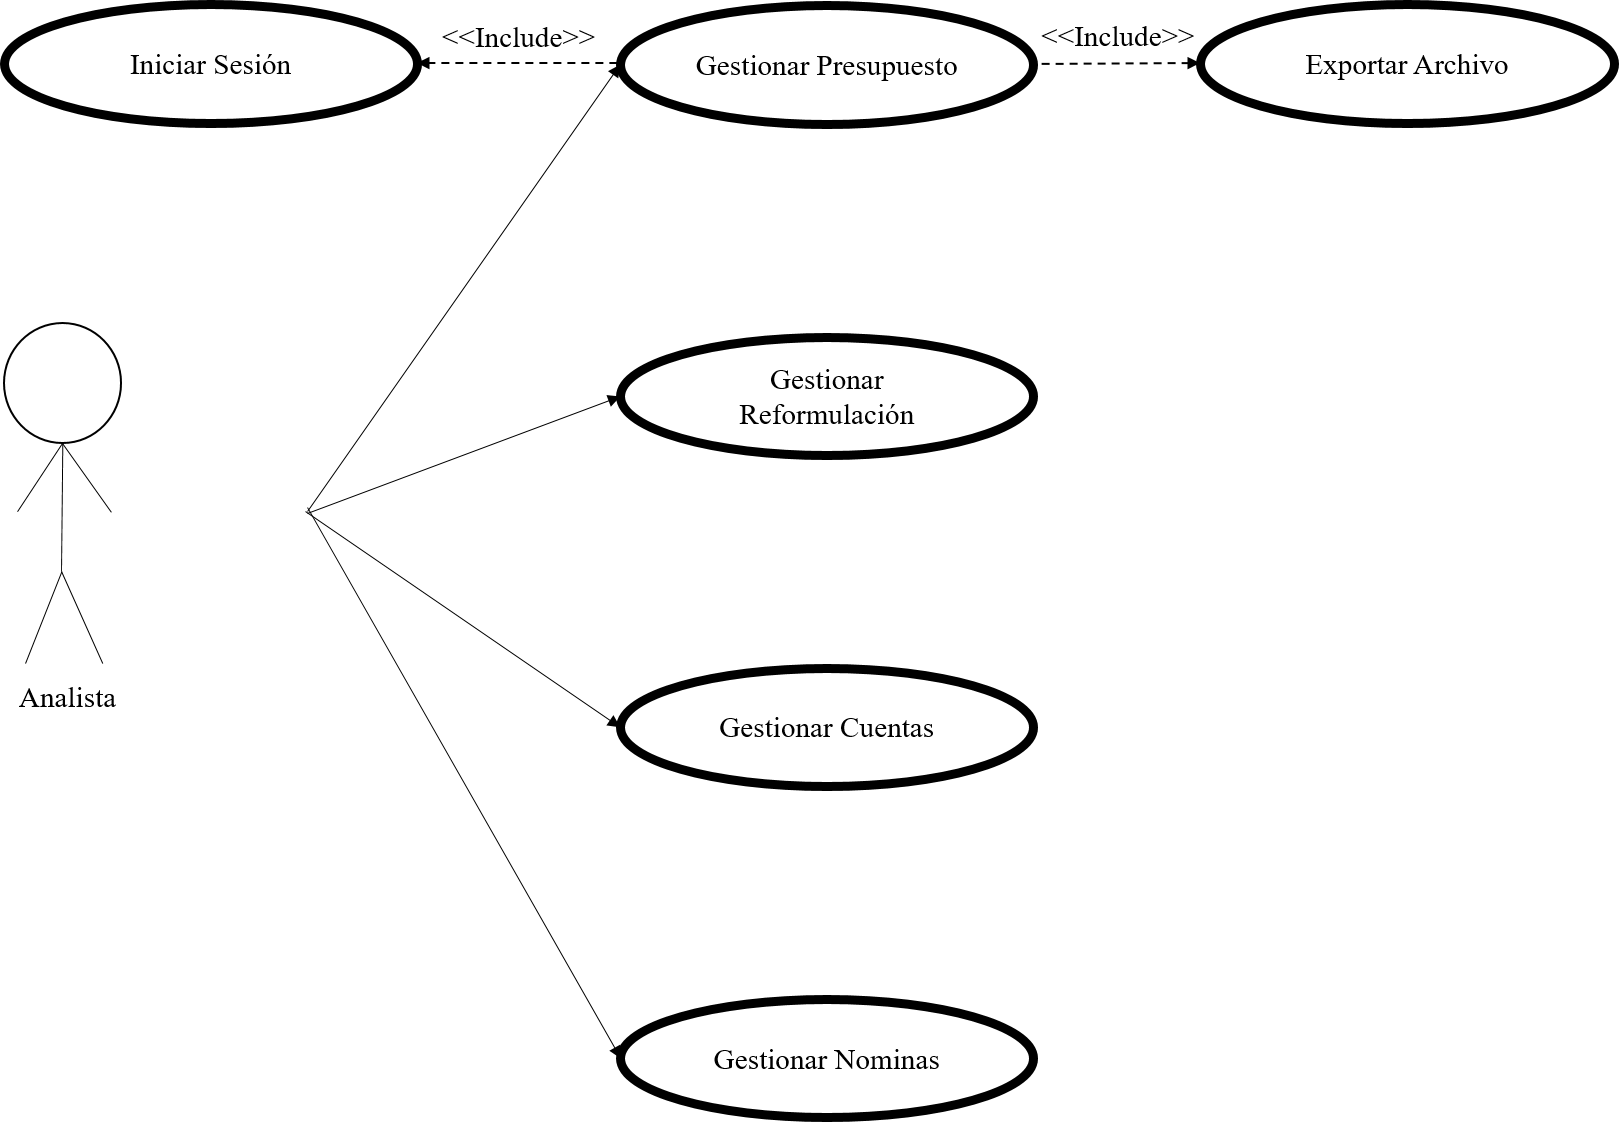 Iniciar Sesión
<<Include>>
Gestionar Presupuesto
<<Include>>
Exportar Archivo
Gestionar
Reformulación
Analista
Gestionar Cuentas
Gestionar Nominas